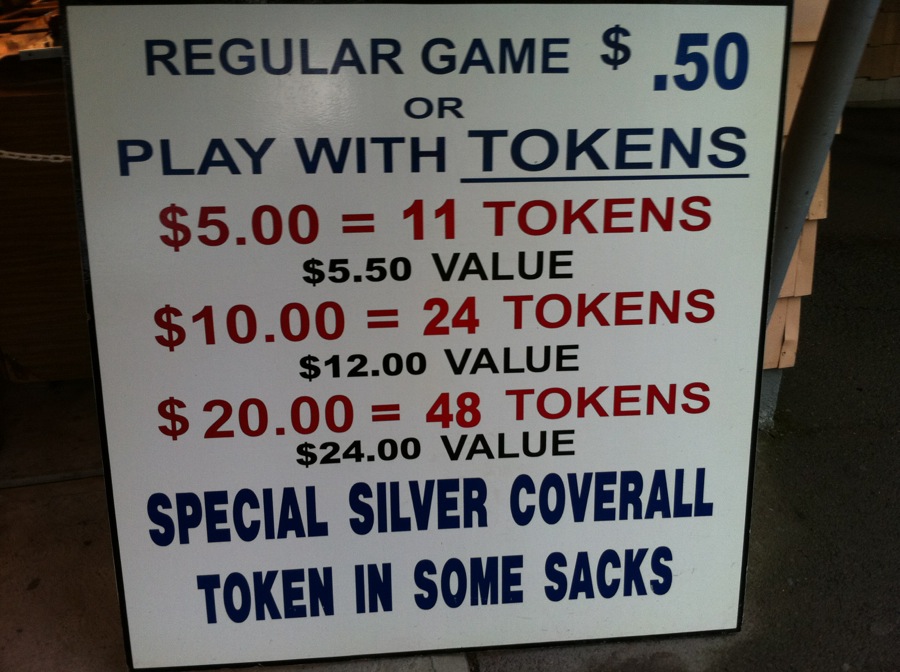 REGULAR GAME $ .50
OR
PLAY WITH TOKENS
$5.00 = 11 TOKENS
$5.50 VALUE
$10.00 = 24 TOKENS
$12.00 VALUE
$20.00 = 48 TOKENS
$24.00 VALUE
SPECIAL SILVER COVERALL
TOKEN IN SOME SACKS